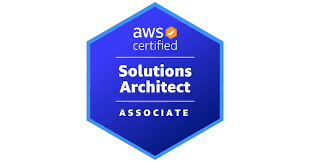 aws
certified
Solutions
Architect
ASSOCIATE